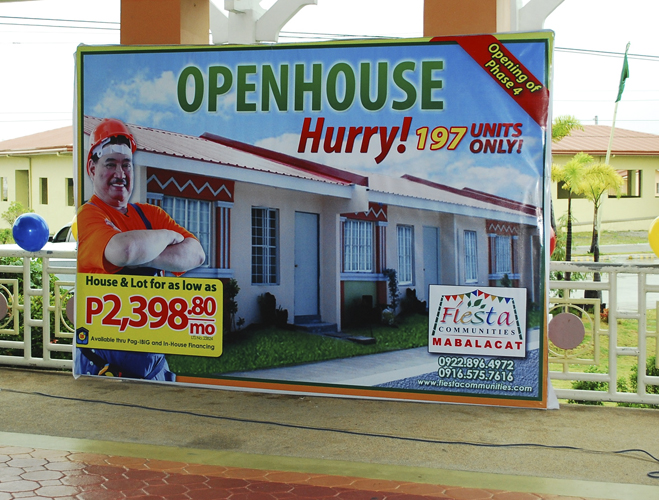 Opening of
Phase 4
OPENHOUSE
Hurry! 197 UNITS
ONLY!
House & Lot for as low as
P2,398.80
mo
Available thru Pag-IBIG and In-House Financing
Fiesta
COMMUNITIES
MABALACAT
0922.896.4972
0916.575.7616
www.fiestacommunities.com